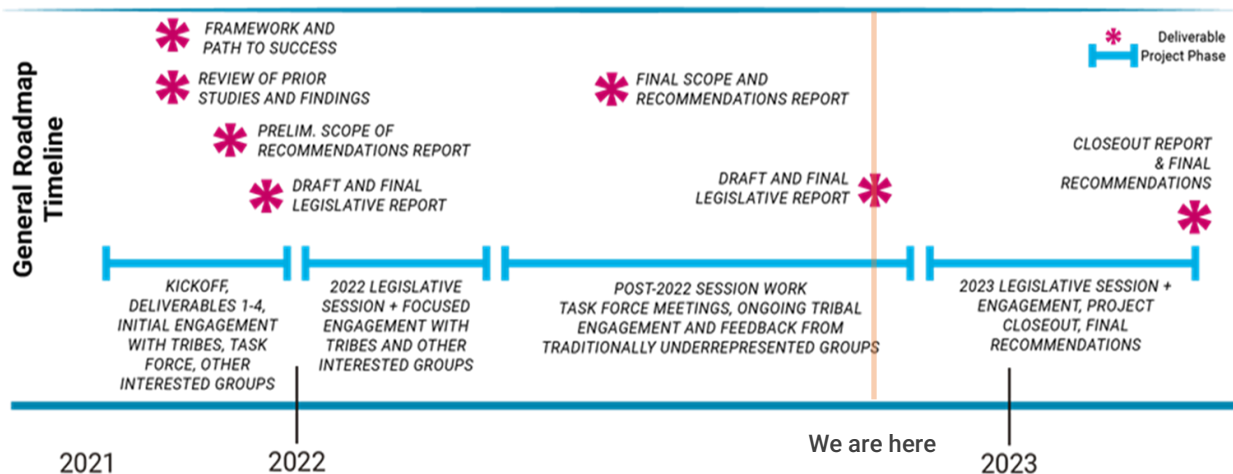 General Roadmap
Timeline
FRAMEWORK AND
PATH TO SUCCESS
REVIEW OF PRIOR
STUDIES AND FINDINGS
PRELIM. SCOPE OF
RECOMMENDATIONS REPORT
DRAFT AND FINAL
LEGISLATIVE REPORT
FINAL SCOPE AND
RECOMMENDATIONS REPORT
DRAFT AND FINAL
LEGISLATIVE REPORT
Deliverable
Project Phase
CLOSEOUT REPORT
& FINAL
RECOMMENDATIONS
KICKOFF,
DELIVERABLES 1-4,
INITIAL ENGAGEMENT
WITH TRIBES, TASK
FORCE, OTHER
INTERESTED GROUPS
2022 LEGISLATIVE
SESSION + FOCUSED
ENGAGEMENT WITH
TRIBES AND OTHER
INTERESTED GROUPS
POST-2022 SESSION WORK
TASK FORCE MEETINGS, ONGOING TRIBAL
ENGAGEMENT AND FEEDBACK FROM
TRADITIONALLY UNDERREPRESENTED GROUPS
2023 LEGISLATIVE SESSION +
ENGAGEMENT, PROJECT
CLOSEOUT, FINAL
RECOMMENDATIONS
2021
2022
We are here
2023